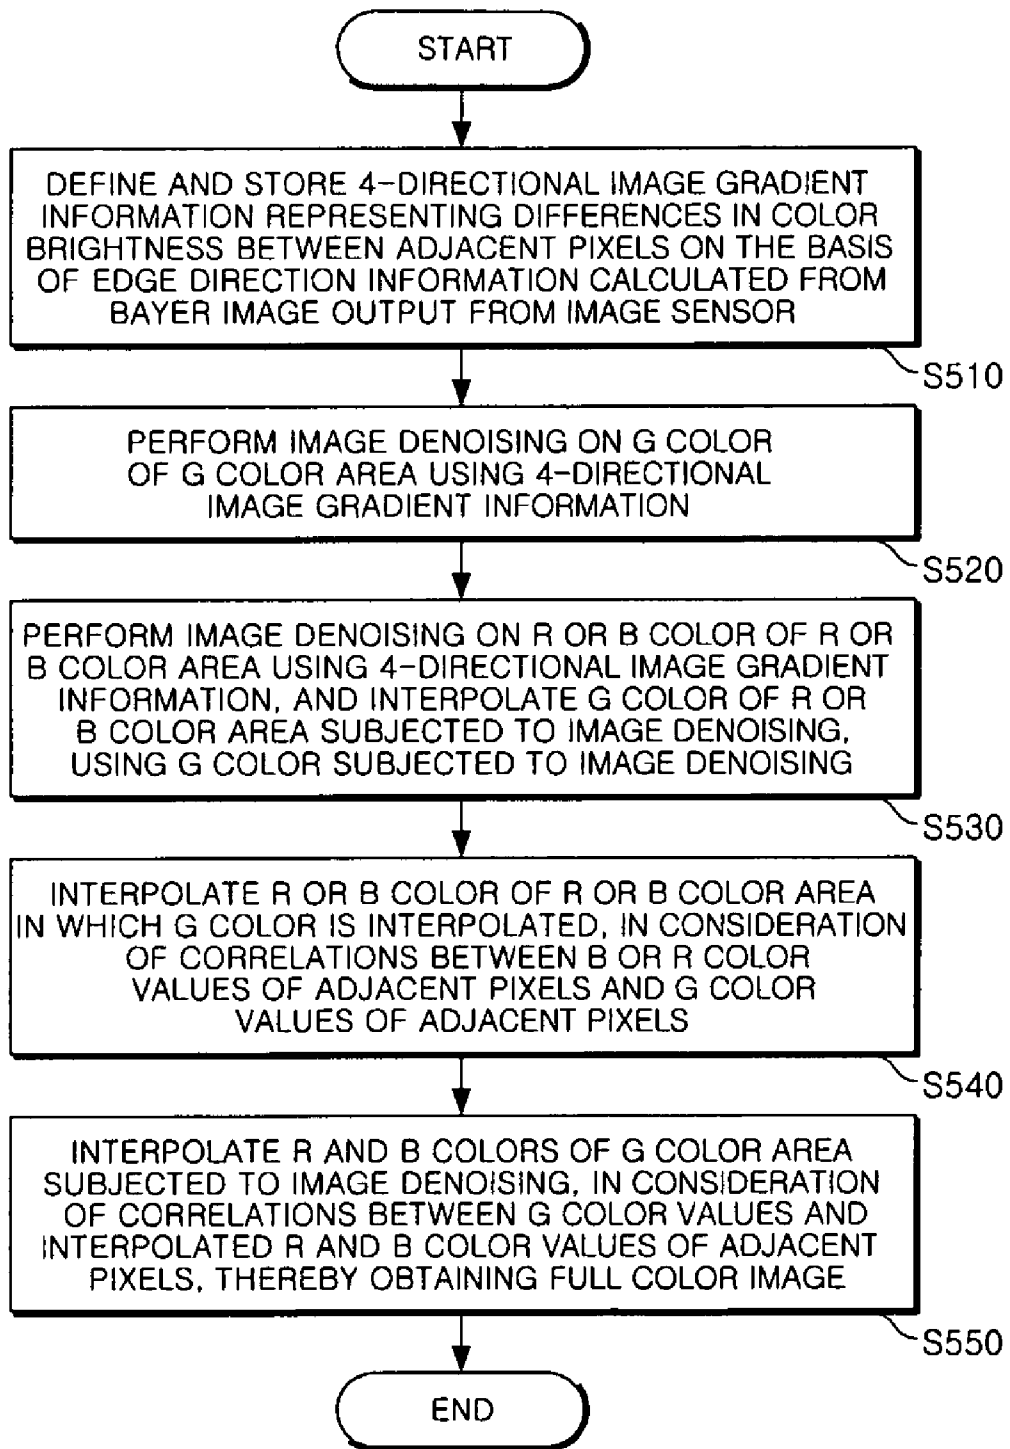 START
DEFINE AND STORE 4-DIRECTIONAL IMAGE GRADIENT
INFORMATION REPRESENTING DIFFERENCES IN COLOR
BRIGHTNESS BETWEEN ADJACENT PIXELS ON THE BASIS
OF EDGE DIRECTION INFORMATION CALCULATED FROM
BAYER IMAGE OUTPUT FROM IMAGE SENSOR
S510
PERFORM IMAGE DENOISING ON G COLOR
OF G COLOR AREA USING 4-DIRECTIONAL
IMAGE GRADIENT INFORMATION
S520
PERFORM IMAGE DENOISING ON R OR B COLOR OF R OR
B COLOR AREA USING 4-DIRECTIONAL IMAGE GRADIENT
INFORMATION, AND INTERPOLATE G COLOR OF R OR
B COLOR AREA SUBJECTED TO IMAGE DENOISING,
USING G COLOR SUBJECTED TO IMAGE DENOISING
S530
INTERPOLATE R OR B COLOR OF R OR B COLOR AREA
IN WHICH G COLOR IS INTERPOLATED, IN CONSIDERATION
OF CORRELATIONS BETWEEN B OR R COLOR
VALUES OF ADJACENT PIXELS AND G COLOR
VALUES OF ADJACENT PIXELS
S540
INTERPOLATE R AND B COLORS OF G COLOR AREA
SUBJECTED TO IMAGE DENOISING, IN CONSIDERATION
OF CORRELATIONS BETWEEN G COLOR VALUES AND
INTERPOLATED R AND B COLOR VALUES OF ADJACENT
PIXELS, THEREBY OBTAINING FULL COLOR IMAGE
S550
END